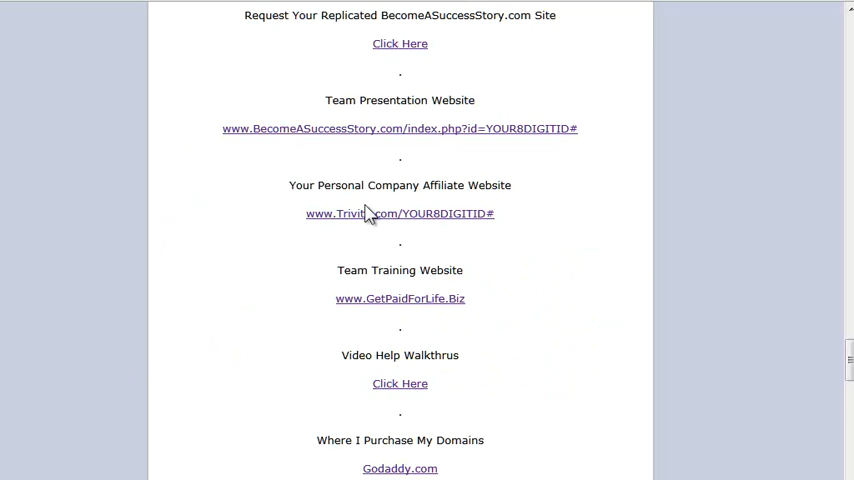 Request Your Replicated BecomeASuccessStory.com Site
Click Here
.
Team Presentation Website
www.BecomeASuccessStory.com/index.php?id=YOUR8DIGITID#
.
Your Personal Company Affiliate Website
www.Trivita.com/YOUR8DIGITID#
.
Team Training Website
www.GetPaidForLife.Biz
.
Video Help Walkthrus
Click Here
.
Where I Purchase My Domains
Godaddy.com